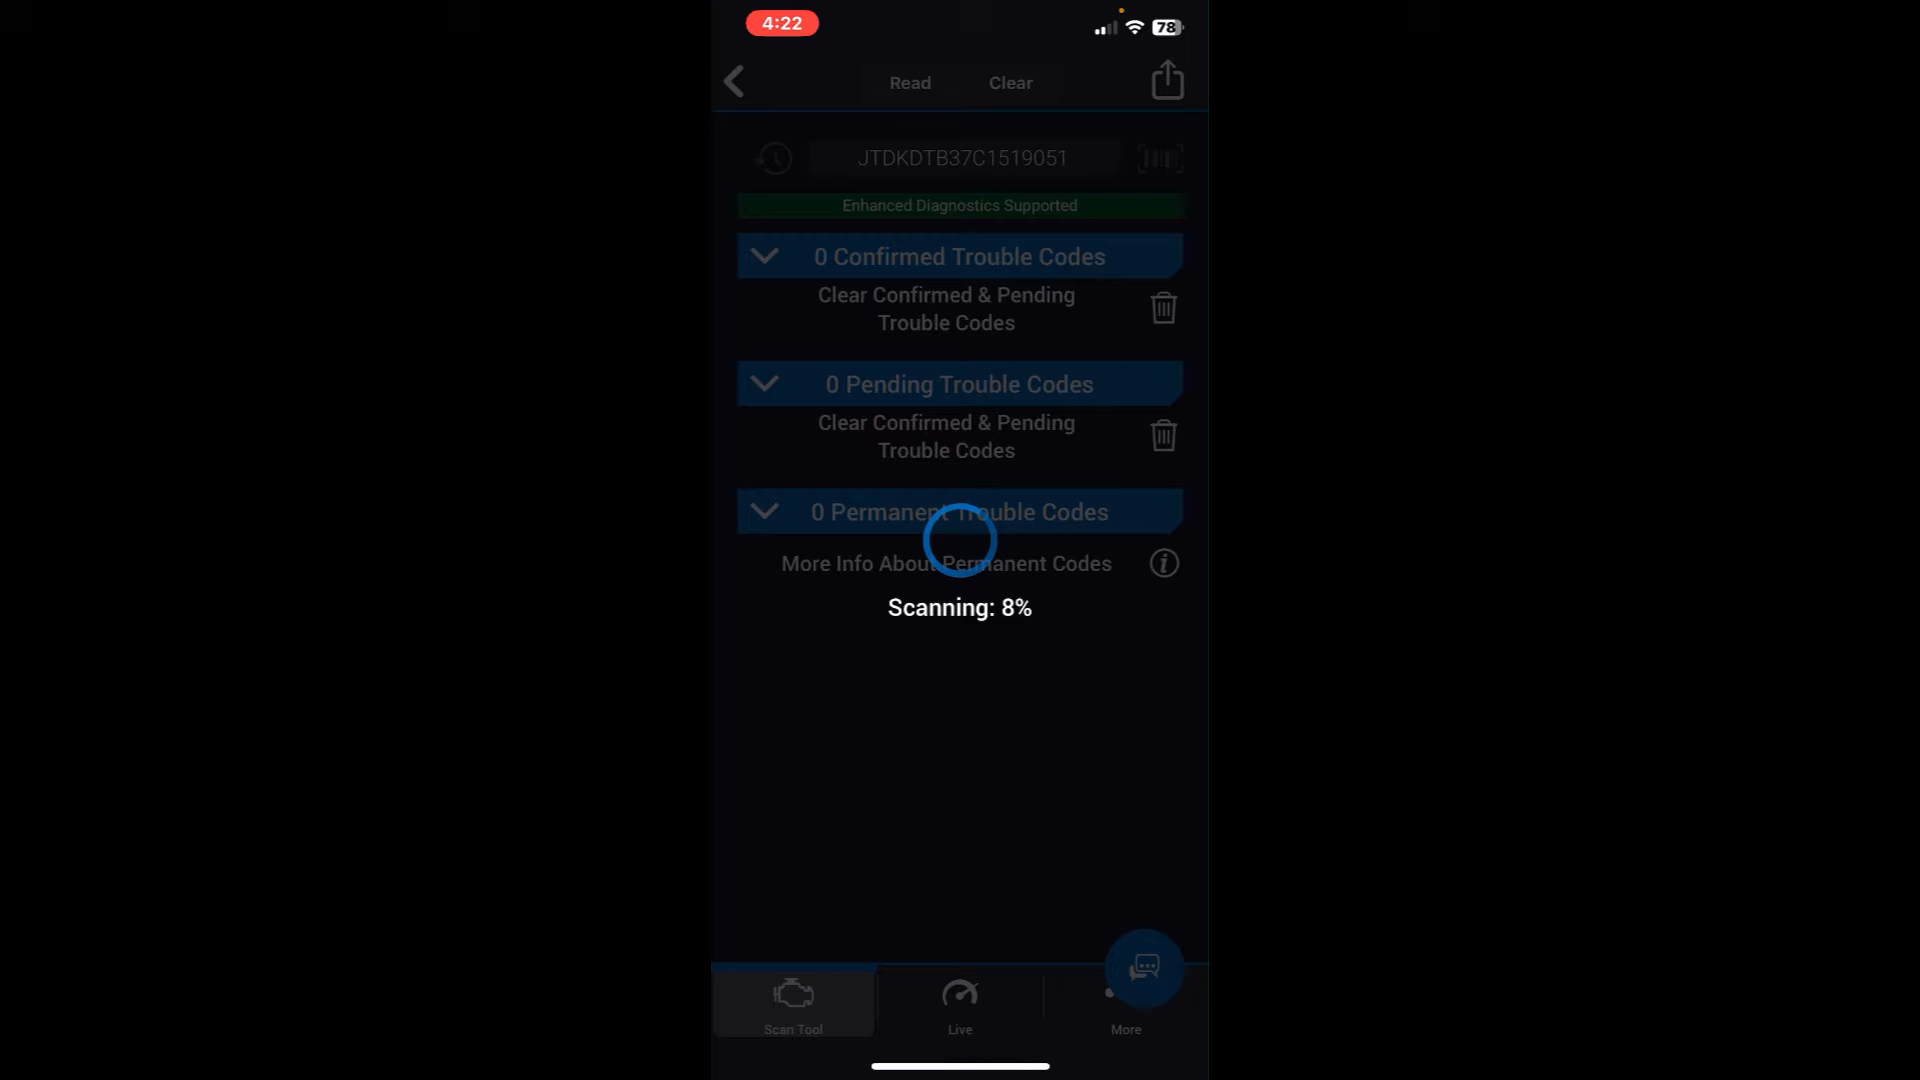 4:22
78
Read
Clear
JTDKDTB37C1519051
Enhanced Diagnostics Supported
0 Confirmed Trouble Codes
Clear Confirmed & Pending
Trouble Codes
0 Pending Trouble Codes
Clear Confirmed & Pending
Trouble Codes
0 Permanent Trouble Codes
More Info About Permanent Codes
Scanning: 8%
Scan Tool
Live
More